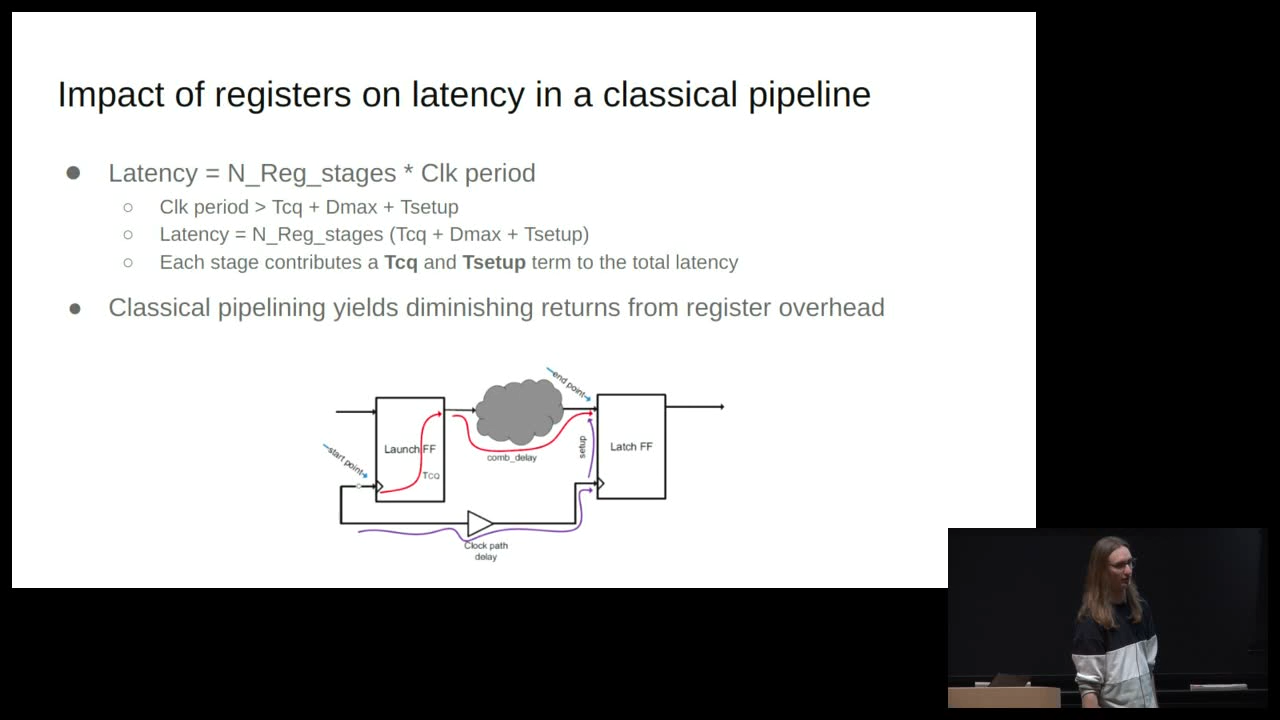 Impact of registers on latency in a classical pipeline
● Latency = N_Reg_stages * Clk period
○ Clk period > Tcq + Dmax + Tsetup
○ Latency = N_Reg_stages (Tcq + Dmax + Tsetup)
○ Each stage contributes a Tcq and Tsetup term to the total latency
● Classical pipelining yields diminishing returns from register overhead
end point
Launch FF
setup
Latch FF
comb_delay
start point
Tcq
Clock path
delay